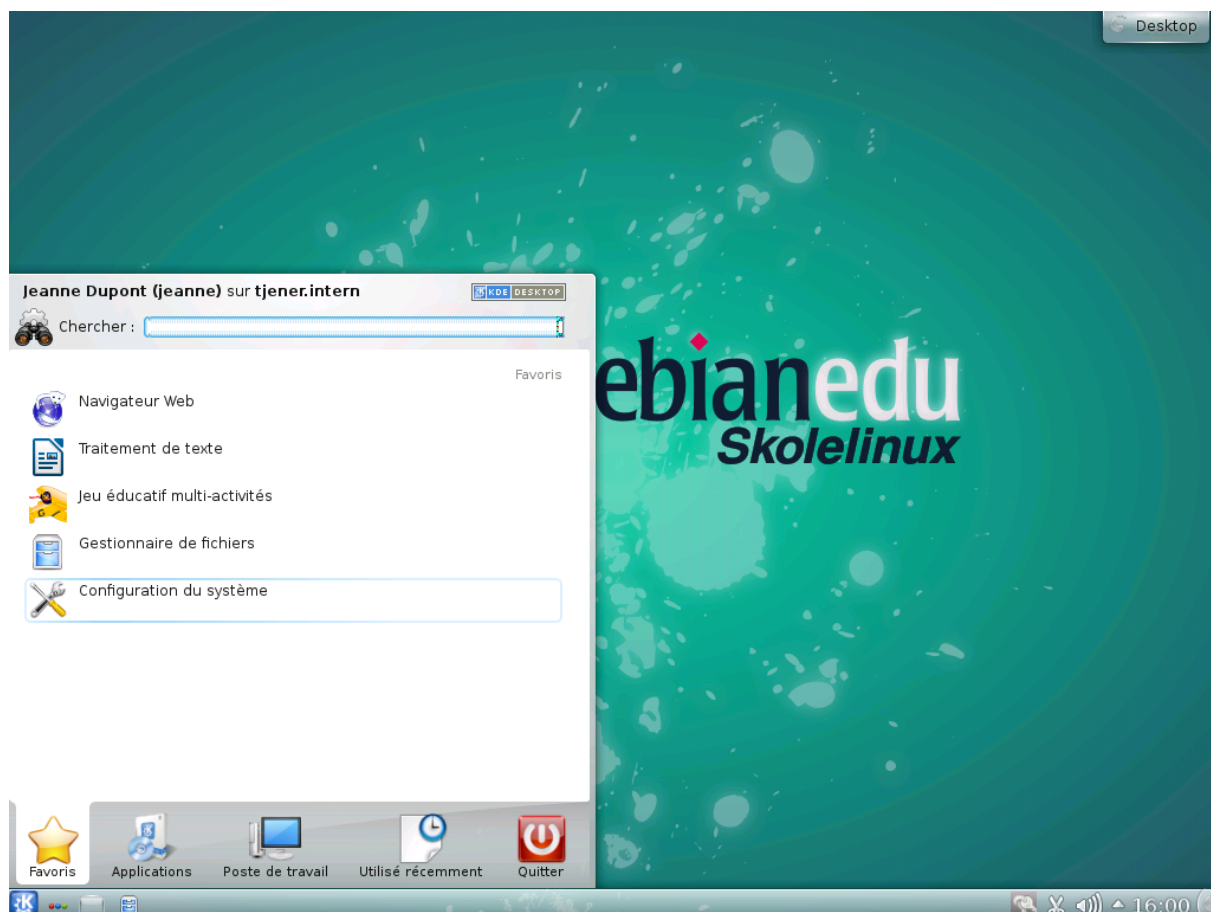 Desktop
Jeanne Dupont (jeanne) sur tjener.intern
KDE DESKTOP
Chercher :
Favoris
Navigateur Web
Traitement de texte
Jeu éducatif multi-activités
Gestionnaire de fichiers
Configuration du système
ebianedu
Skolelinux
Favoris
Applications
Poste de travail
Utilisé récemment
Quitter
16:00